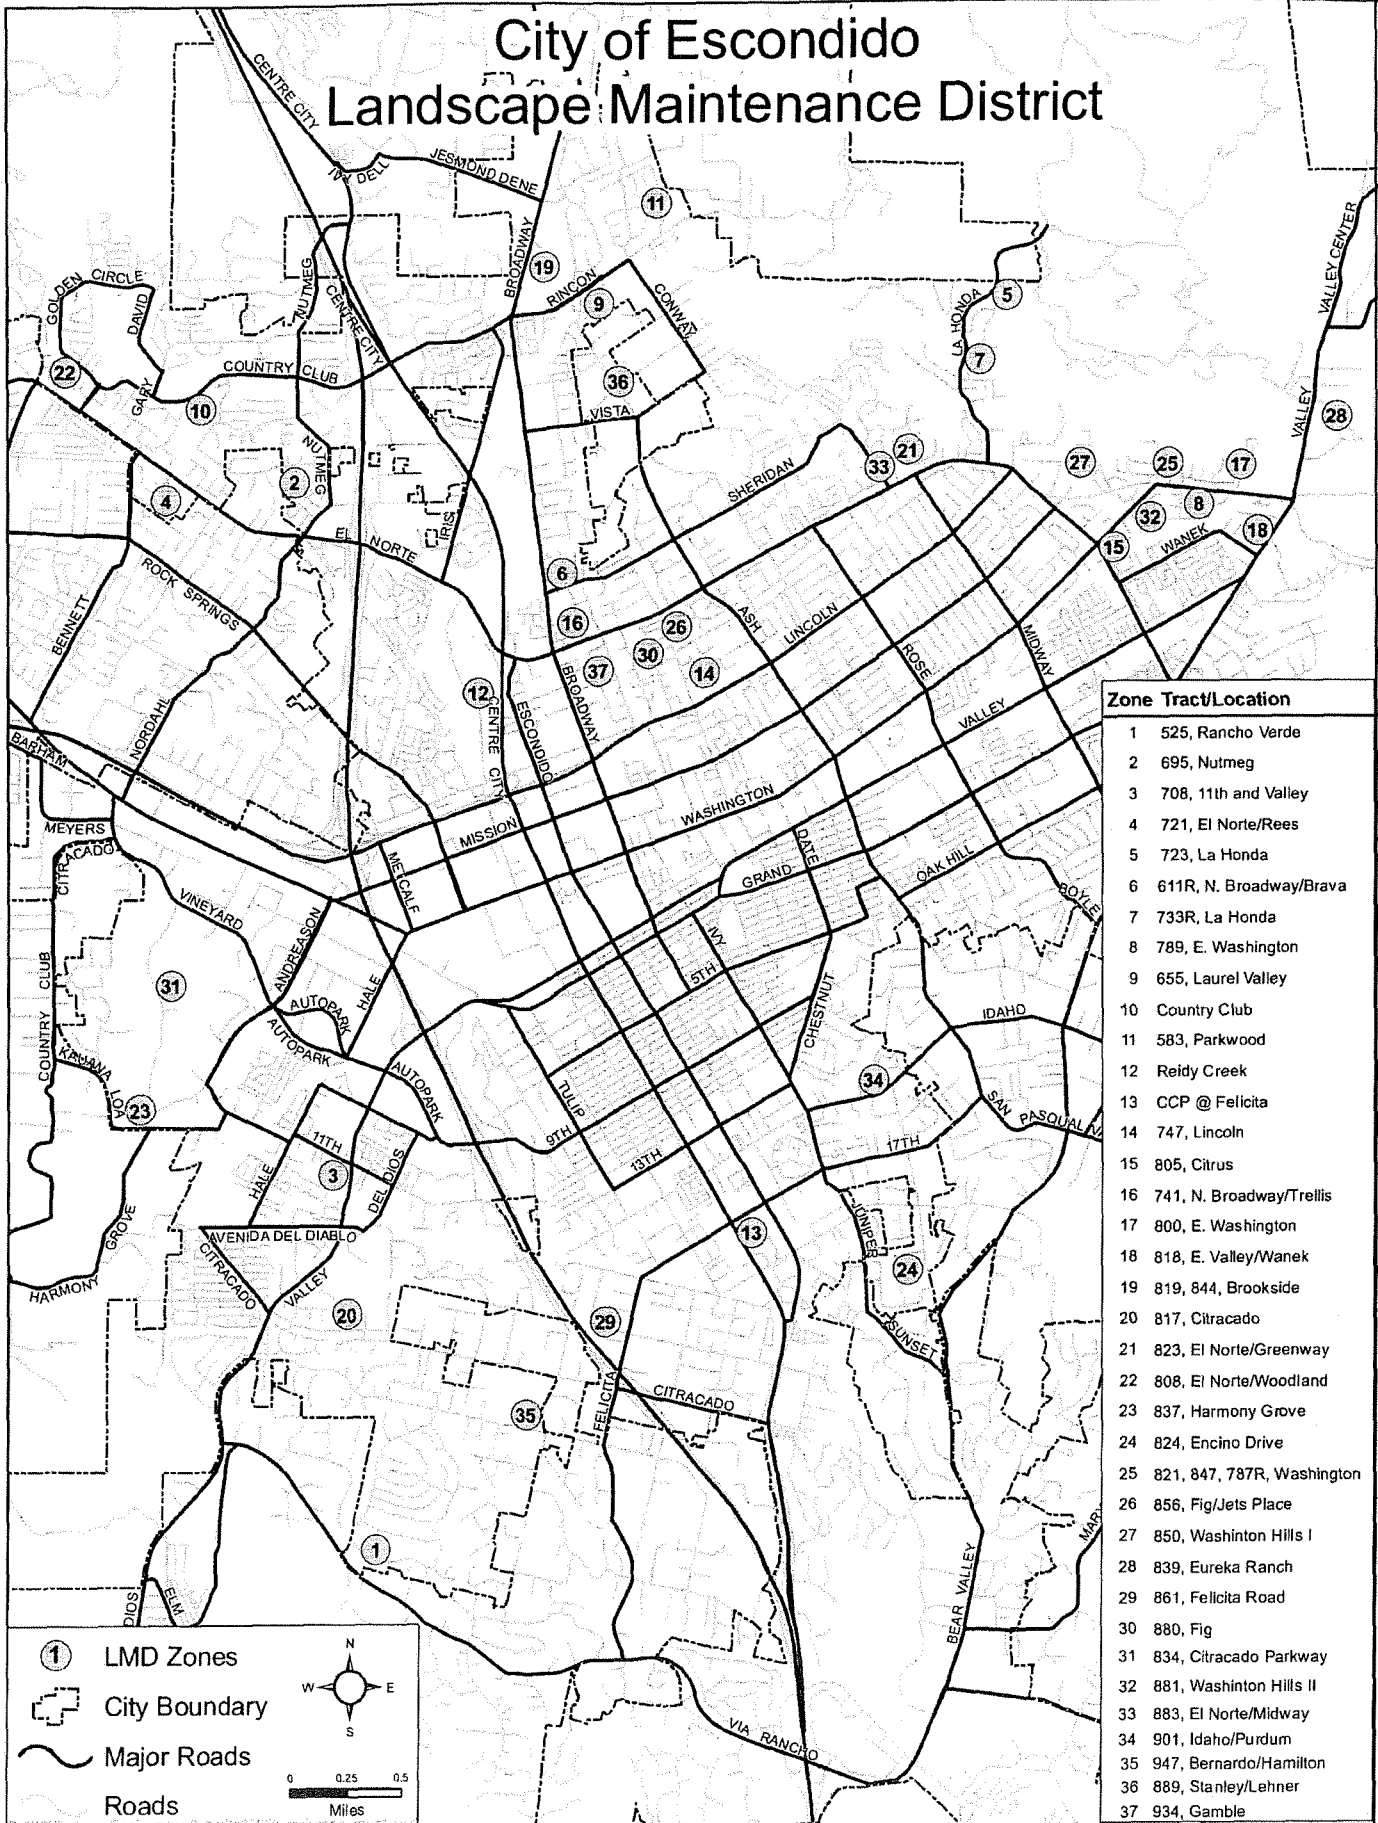 City of Escondido
Landscape Maintenance District
CENTRE CITY
IVY DELL
JESMOND DENE
11
BROADWAY
19
RINCON
CONWAY
9
VALLEY CENTER
LA HONDA
5
GOLDEN
CIRCLE
DAVID
NUTMEG
CENTRE CITY
7
22
GARY
COUNTRY CLUB
10
36
VISTA
VALLEY
28
NUTMEG
2
4
SHERIDAN
33
21
27
25
17
8
32
18
15
WANEK
EL NORTE
IRIS
ROCK SPRINGS
6
BENNETT
16
26
30
37
14
ASH
LINCOLN
ROSE
MIDWAY
12
CENTRE CITY
ESCONDIDO
BROADWAY
VALLEY
NORDAHL
BARHAM
MEYERS
CITRACADO
MISSION
WASHINGTON
METCALF
DATE
GRAND
OAK HILL
BOYLE
VINEYARD
ANDREASON
HALE
IVY
5TH
31
COUNTRY CLUB
AUTOPARK
AUTOPARK
AUTOPARK
CHESTNUT
IDAHO
KAUANA LOA
23
TULIP
9TH
13TH
34
SAN PASQUAL
17TH
11TH
3
HALE
DEL DIOS
AVENIDA DEL DIABLO
CITRACADO
VALLEY
GROVE
HARMONY
JUNIPER
13
24
20
29
SUNSET
FELICITA
CITRACADO
35
1
ELM
DIOS
BEAR VALLEY
VIA RANCHO
Zone Tract/Location
1 525, Rancho Verde
2 695, Nutmeg
3 708, 11th and Valley
4 721, El Norte/Rees
5 723, La Honda
6 611R, N. Broadway/Brava
7 733R, La Honda
8 789, E. Washington
9 655, Laurel Valley
10 Country Club
11 583, Parkwood
12 Reidy Creek
13 CCP @ Felicita
14 747, Lincoln
15 805, Citrus
16 741, N. Broadway/Trellis
17 800, E. Washington
18 818, E. Valley/Wanek
19 819, 844, Brookside
20 817, Citracado
21 823, El Norte/Greenway
22 808, El Norte/Woodland
23 837, Harmony Grove
24 824, Encino Drive
25 821, 847, 787R, Washington
26 856, Fig/Jets Place
27 850, Washinton Hills I
28 839, Eureka Ranch
29 861, Felicita Road
30 880, Fig
31 834, Citracado Parkway
32 881, Washinton Hills II
33 883, El Norte/Midway
34 901, Idaho/Purdum
35 947, Bernardo/Hamilton
36 889, Stanley/Lehner
37 934, Gamble
1 LMD Zones
City Boundary
Major Roads
Roads
N
W E
S
0 0.25 0.5
Miles